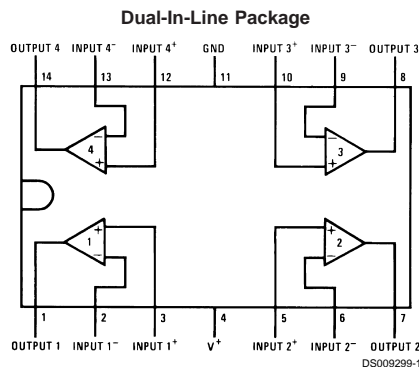 Dual-In-Line Package
OUTPUT 4 INPUT 4⁻ INPUT 4⁺ GND INPUT 3⁺ INPUT 3⁻ OUTPUT 3
14 13 12 11 10 9 8
4 − + − + 3
1 + − + − 2
1 2 3 4 5 6 7
OUTPUT 1 INPUT 1⁻ INPUT 1⁺ V⁺ INPUT 2⁺ INPUT 2⁻ OUTPUT 2
DS009299-1